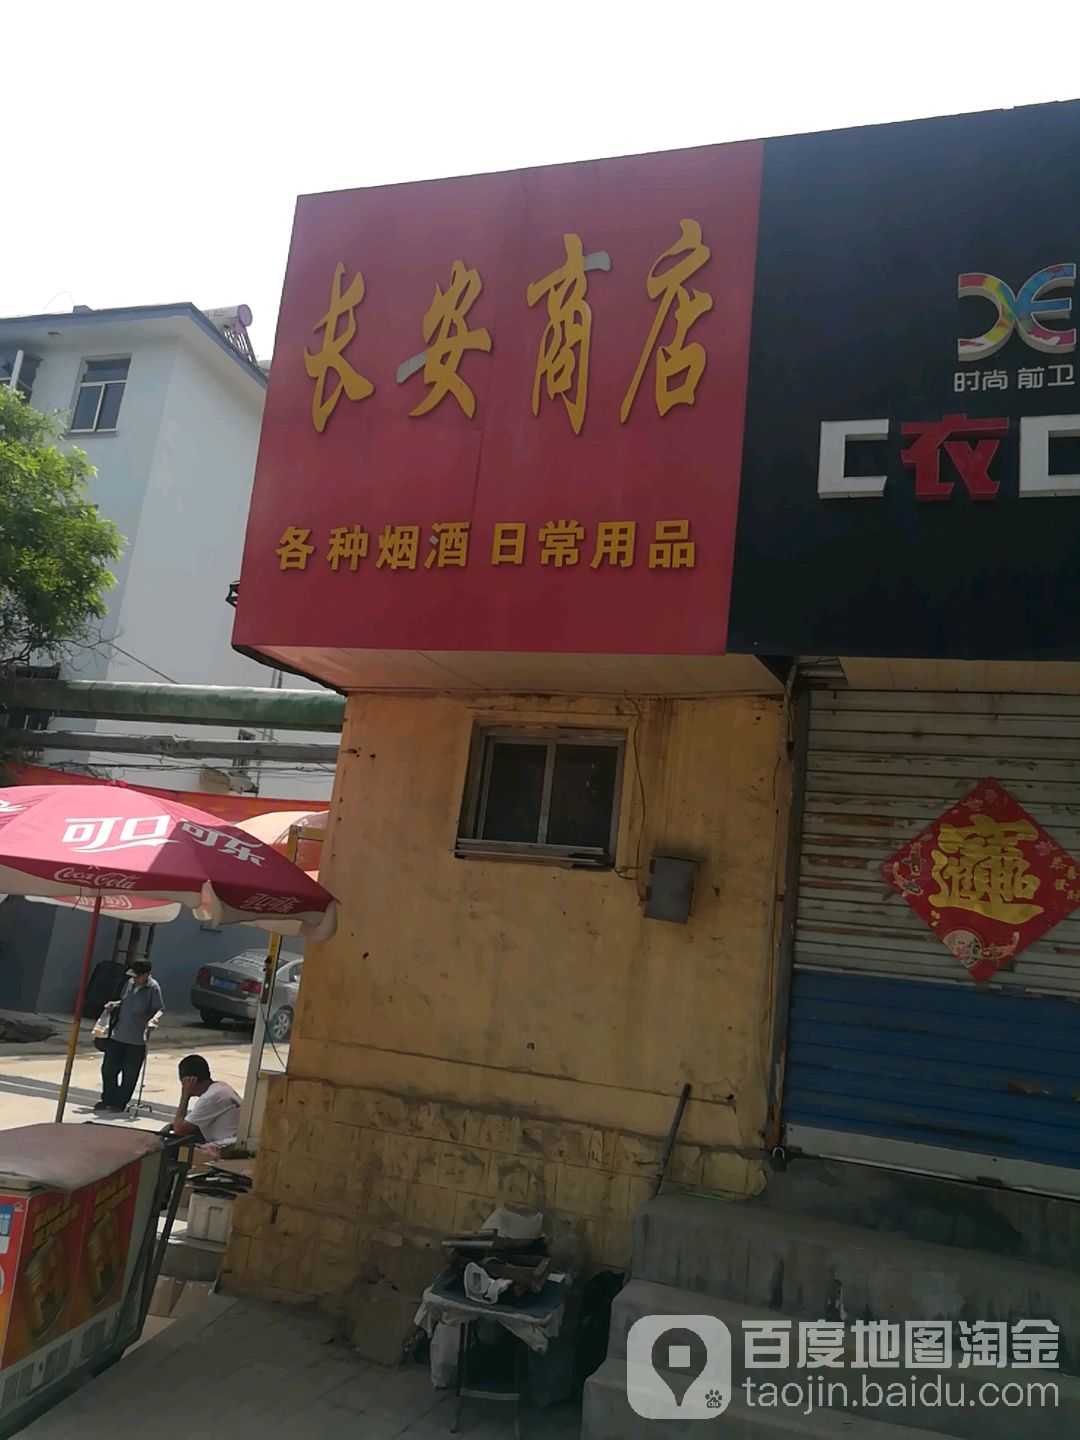 长安商店
各种烟酒 日常用品
时尚 前卫
衣
可口可乐
Coca-Cola
百度地图淘金
taojin.baidu.com